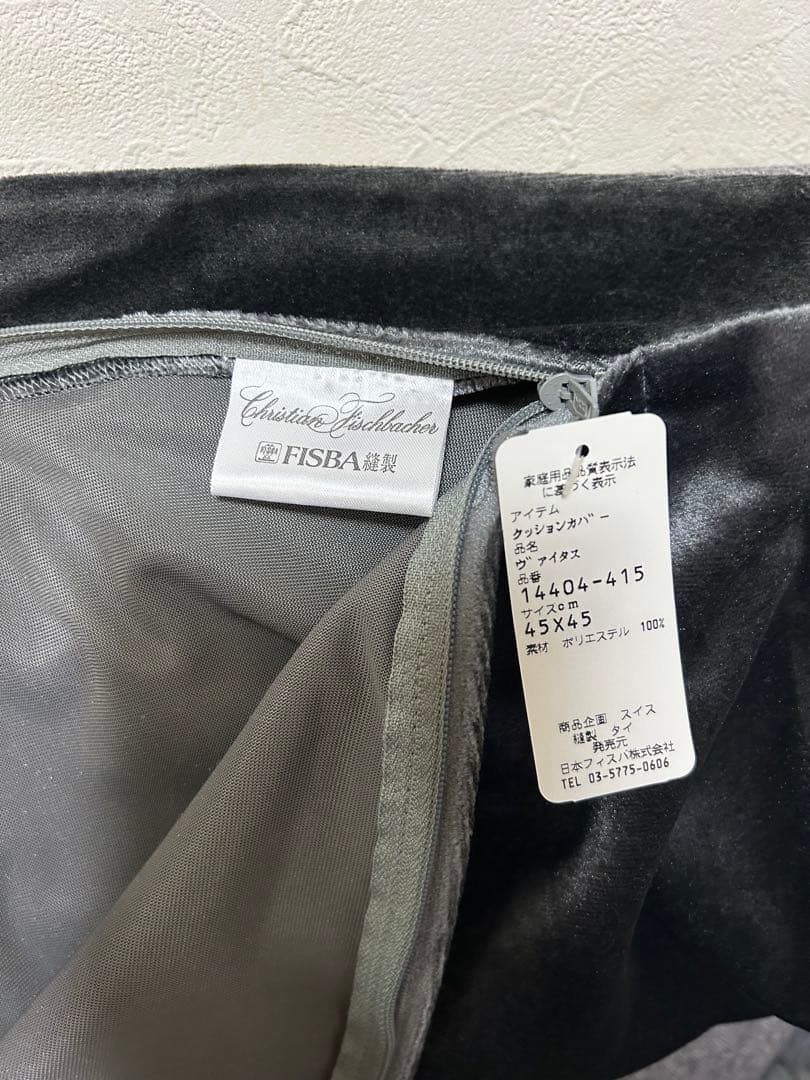 Christian Fischbacher
FISBA縫製
家庭用品品質表示法
に基づく表示
アイテム
クッションカバー
品名
ヴァイタス
品番
14404-415
サイズcm
45X45
素材 ポリエステル 100%
商品企画 スイス
縫製 タイ
発売元
日本フィスバ株式会社
TEL 03-5775-0606